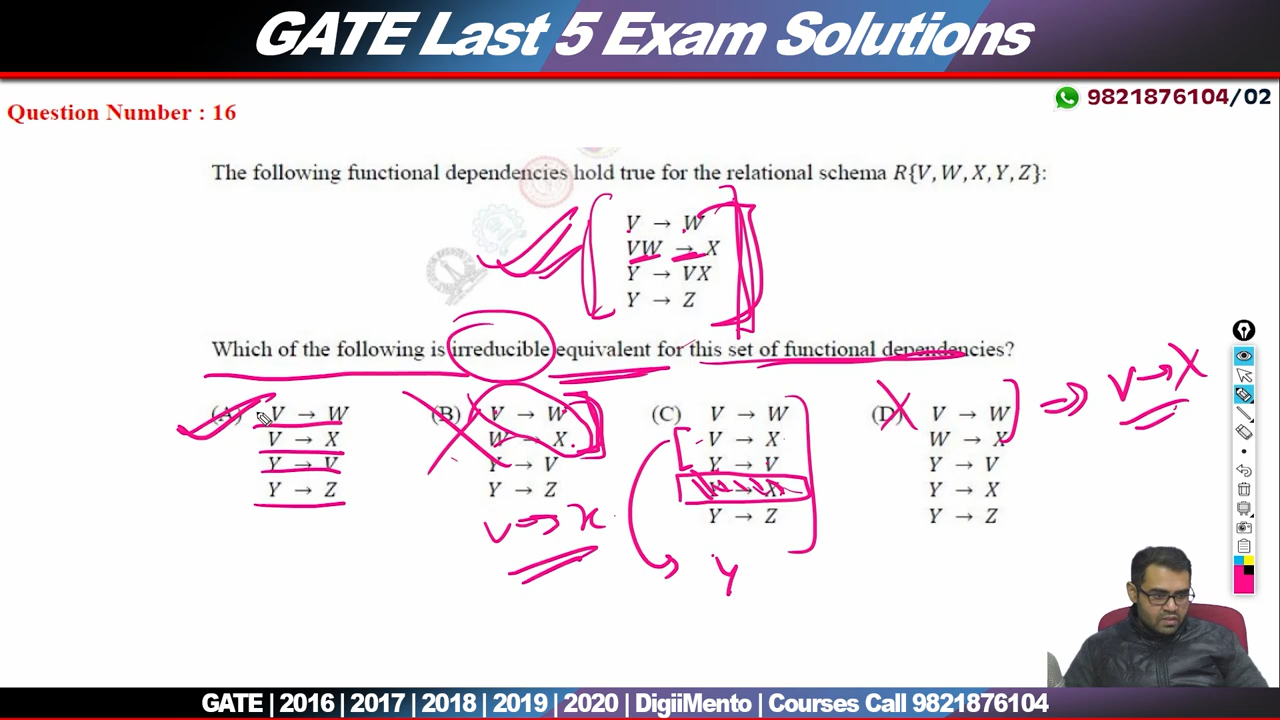 GATE Last 5 Exam Solutions
9821876104/02
Question Number : 16
The following functional dependencies hold true for the relational schema R{V, W, X, Y, Z}:
V → W
VW → X
Y → VX
Y → Z
Which of the following is irreducible equivalent for this set of functional dependencies?
V → X
(A) V → W
V → X
Y → V
Y → Z
(B) V → W
W → X
Y → V
Y → Z
V → X
(C) V → W
V → X
Y → V
Y → Z
Y
(D) V → W
W → X
Y → V
Y → X
Y → Z
GATE | 2016 | 2017 | 2018 | 2019 | 2020 | DigiiMento | Courses Call 9821876104